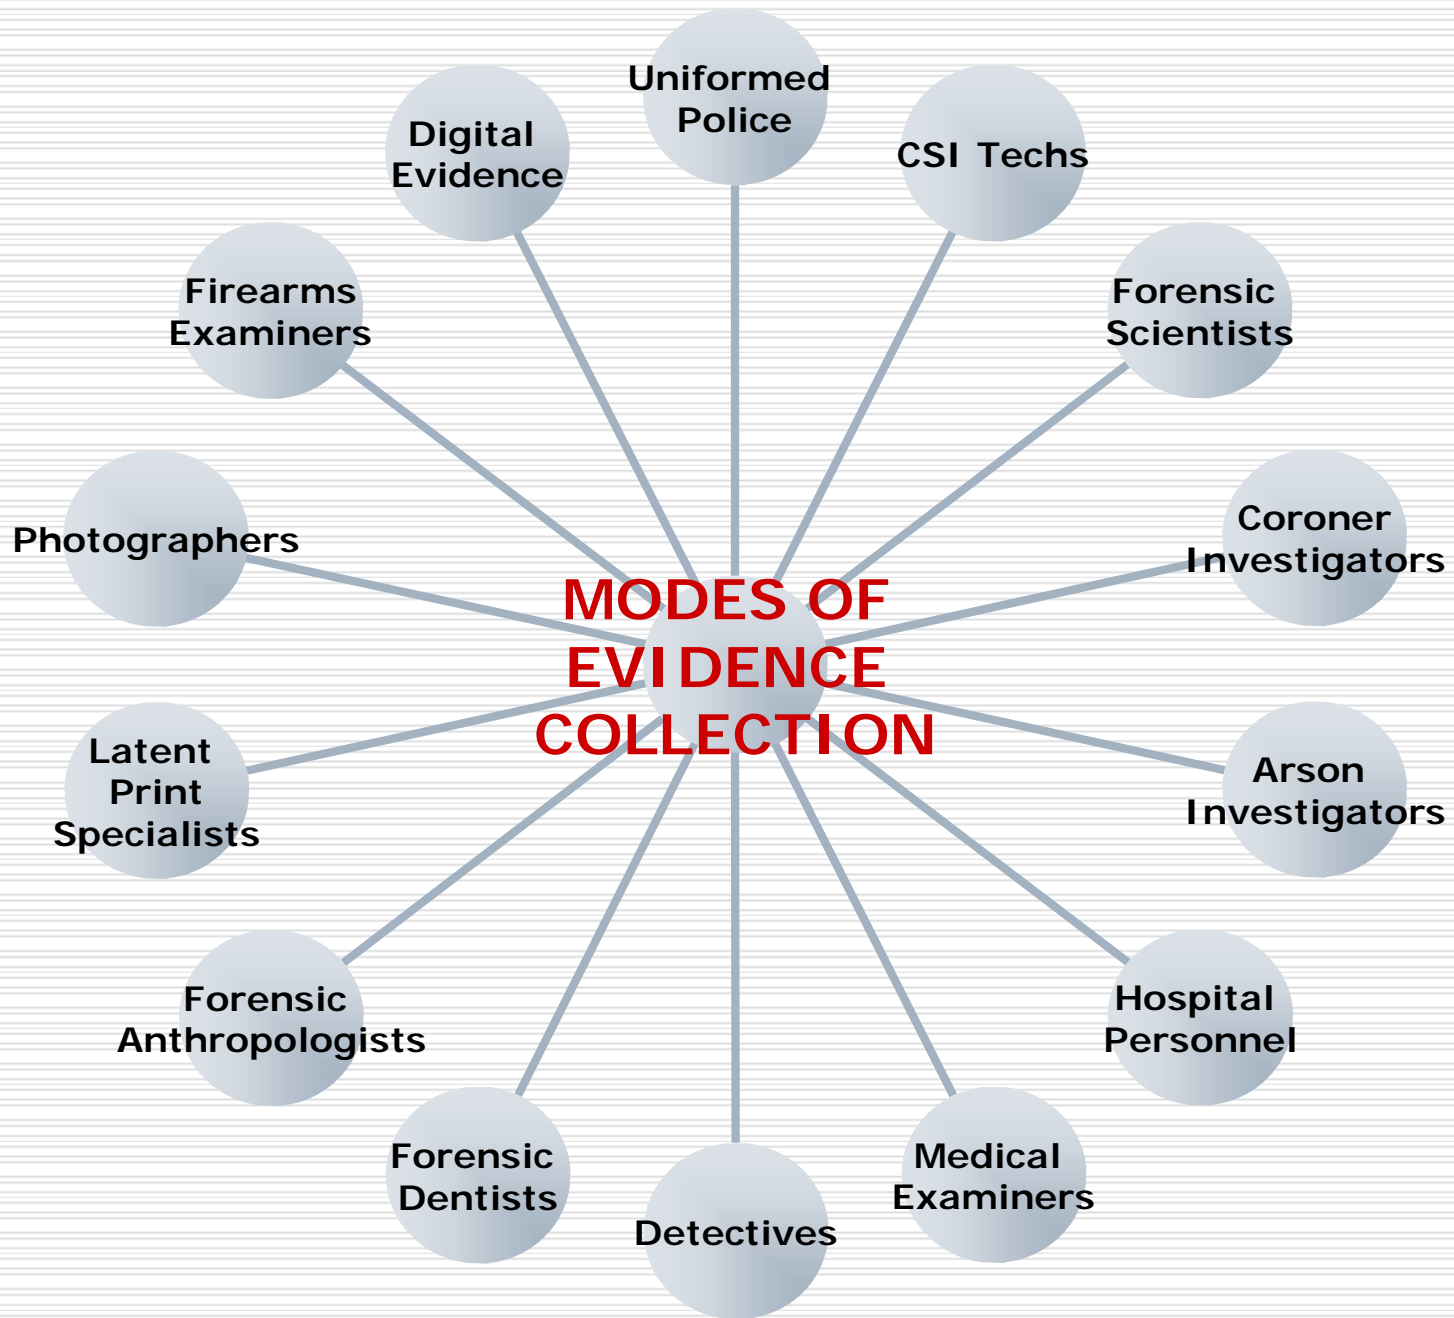 Uniformed
Police
Digital
Evidence
CSI Techs
Firearms
Examiners
Forensic
Scientists
Photographers
Coroner
Investigators
MODES OF
EVIDENCE
COLLECTION
Latent
Print
Specialists
Arson
Investigators
Forensic
Anthropologists
Hospital
Personnel
Forensic
Dentists
Detectives
Medical
Examiners